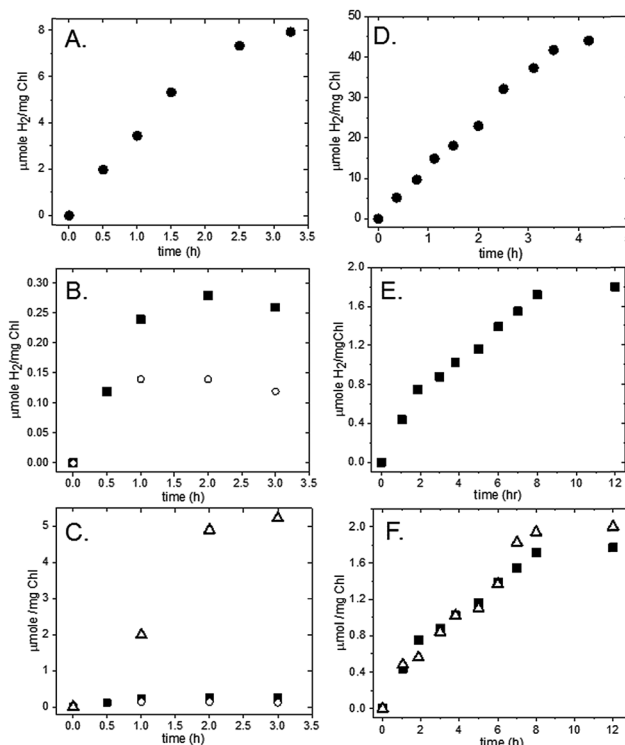 A.
μmole H2/mg Chl
8
6
4
2
0
0.0 0.5 1.0 1.5 2.0 2.5 3.0 3.5
time (h)
D.
μmole H2/mg Chl
50
40
30
20
10
0
0 1 2 3 4
time (h)
B.
μmole H2/mg Chl
0.30
0.25
0.20
0.15
0.10
0.05
0.00
0.0 0.5 1.0 1.5 2.0 2.5 3.0 3.5
time (h)
E.
μmole H2/mgChl
2.0
1.6
1.2
0.8
0.4
0.0
0 2 4 6 8 10 12
time (hr)
C.
μmole /mg Chl
5
4
2
1
0
0.0 0.5 1.0 1.5 2.0 2.5 3.0 3.5
time (h)
F.
μmol /mg Chl
2.0
1.6
1.2
0.8
0.4
0.0
0 2 4 6 8 10 12
time (hr)